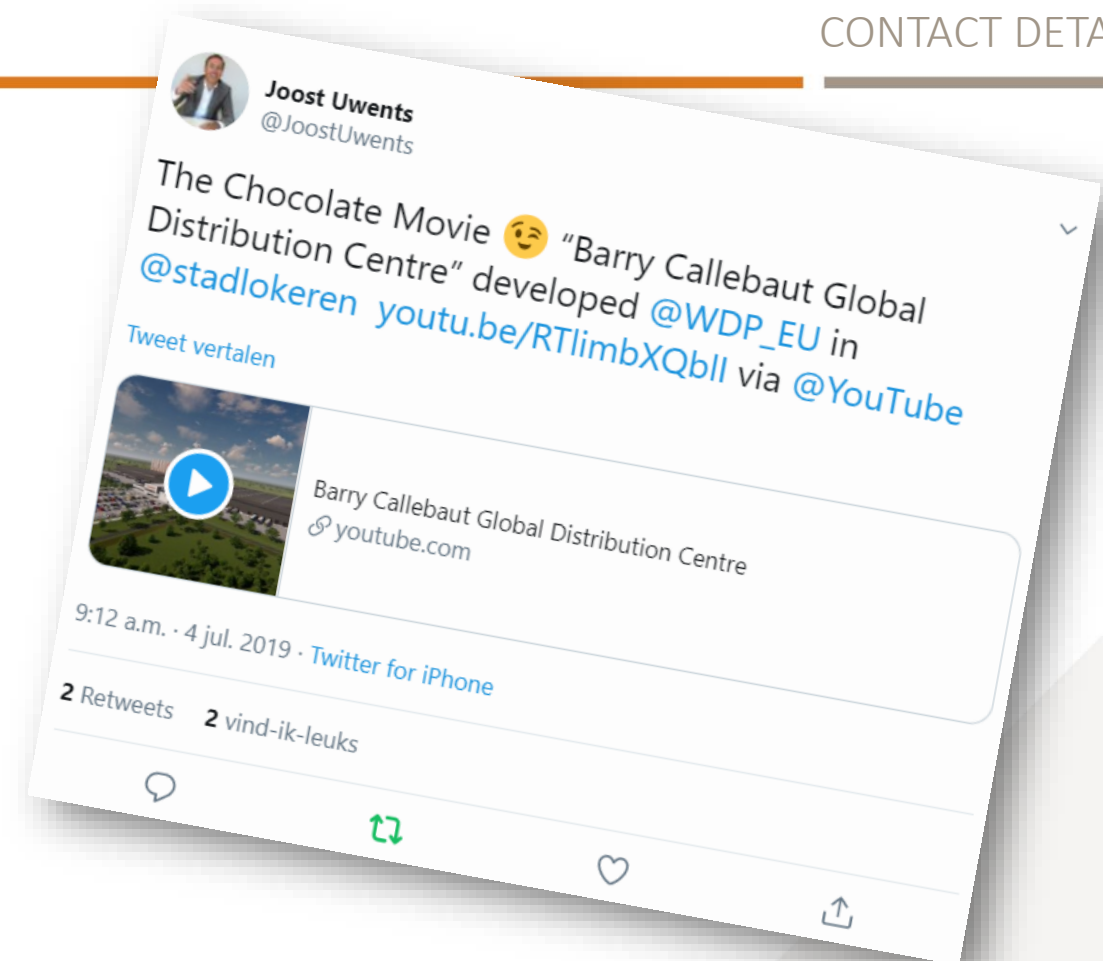 CONTACT DETA
Joost Uwents
@JoostUwents
The Chocolate Movie 😉 “Barry Callebaut Global
Distribution Centre” developed @WDP_EU in
@stadlokeren youtu.be/RTlimbXQbll via @YouTube
Tweet vertalen
Barry Callebaut Global Distribution Centre
youtube.com
9:12 a.m. · 4 jul. 2019 · Twitter for iPhone
2 Retweets 2 vind-ik-leuks